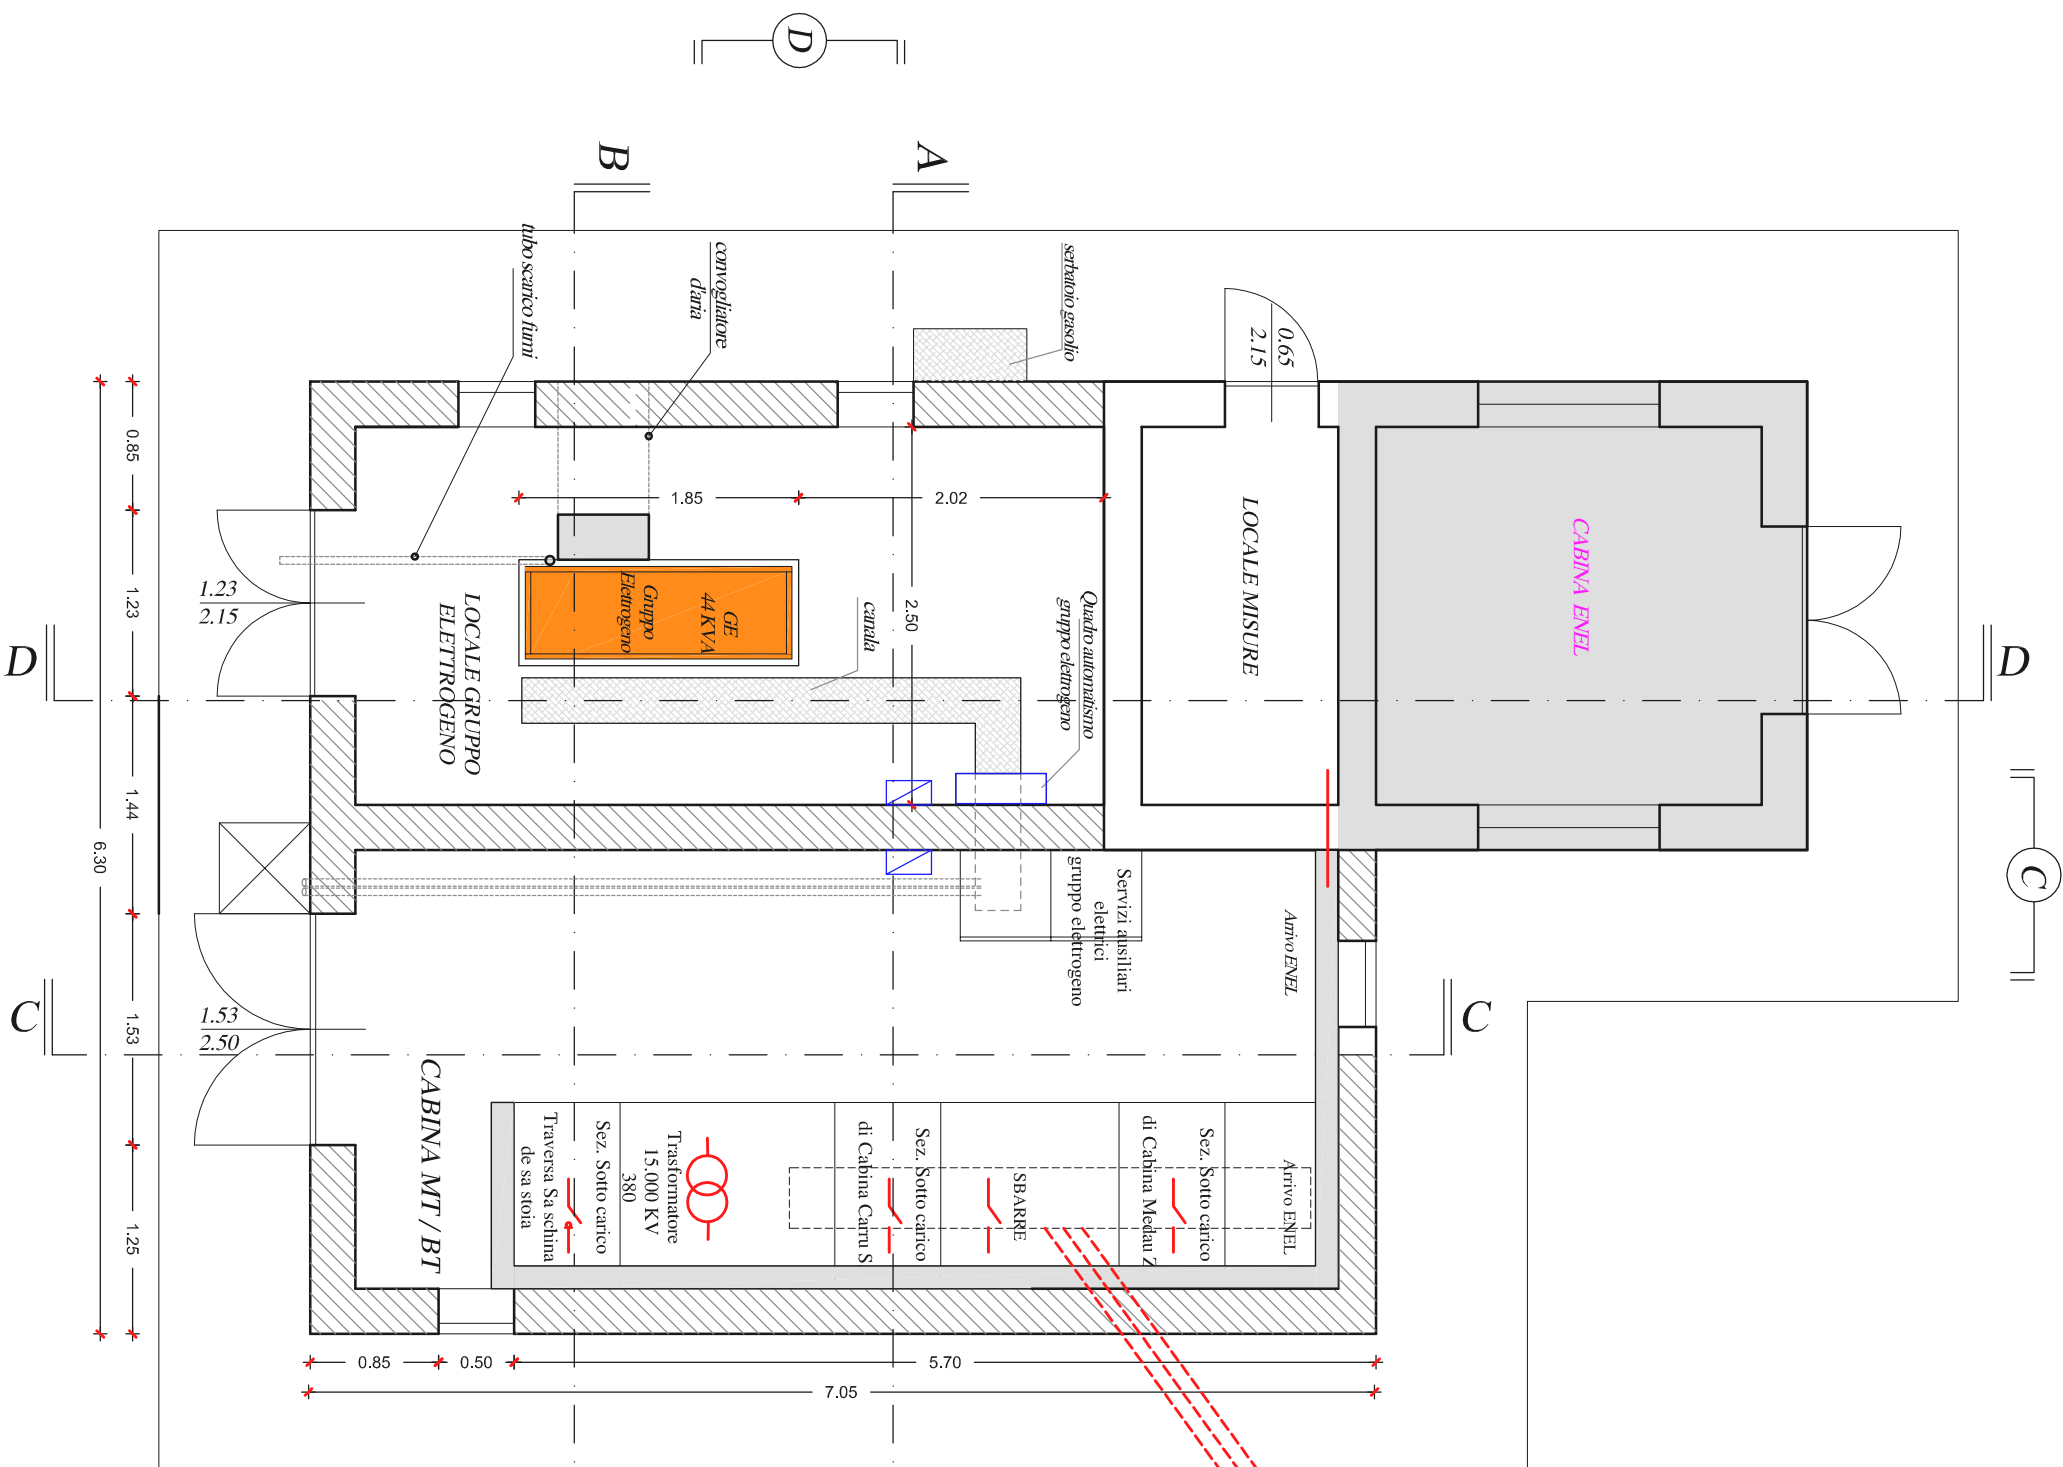 D
B
A
tubo scarico fumi
convogliatore
d'aria
serbatoio gasolio
0.65
2.15
0.85
1.23
1.44
1.53
1.25
6.30
1.85
2.02
2.50
LOCALE MISURE
CABINA ENEL
GE
44 KVA
Gruppo
Elettrogeno
LOCALE GRUPPO
ELETTROGENO
canala
Quadro automatismo
gruppo elettrogeno
1.23
2.15
D
D
C
Servizi ausiliari
elettrici
gruppo elettrogeno
Arrivo ENEL
1.53
2.50
C
C
CABINA MT / BT
Sez. Sotto carico
Traversa Sa schina
de sa stoia
Trasformatore
15.000 KV
380
Sez. Sotto carico
di Cabina Carru S
SBARRE
Sez. Sotto carico
di Cabina Medau Z
Arrivo ENEL
0.85
0.50
5.70
7.05